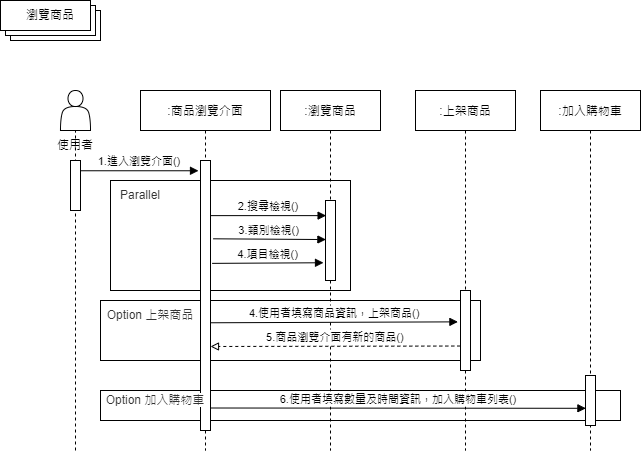 瀏覽商品
:商品瀏覽介面
:瀏覽商品
:上架商品
:加入購物車
使用者
1.進入瀏覽介面()
Parallel
2.搜尋檢視()
3.類別檢視()
4.項目檢視()
Option 上架商品
4.使用者填寫商品資訊，上架商品()
5.商品瀏覽介面有新的商品()
Option 加入購物車
6.使用者填寫數量及時間資訊，加入購物車列表()